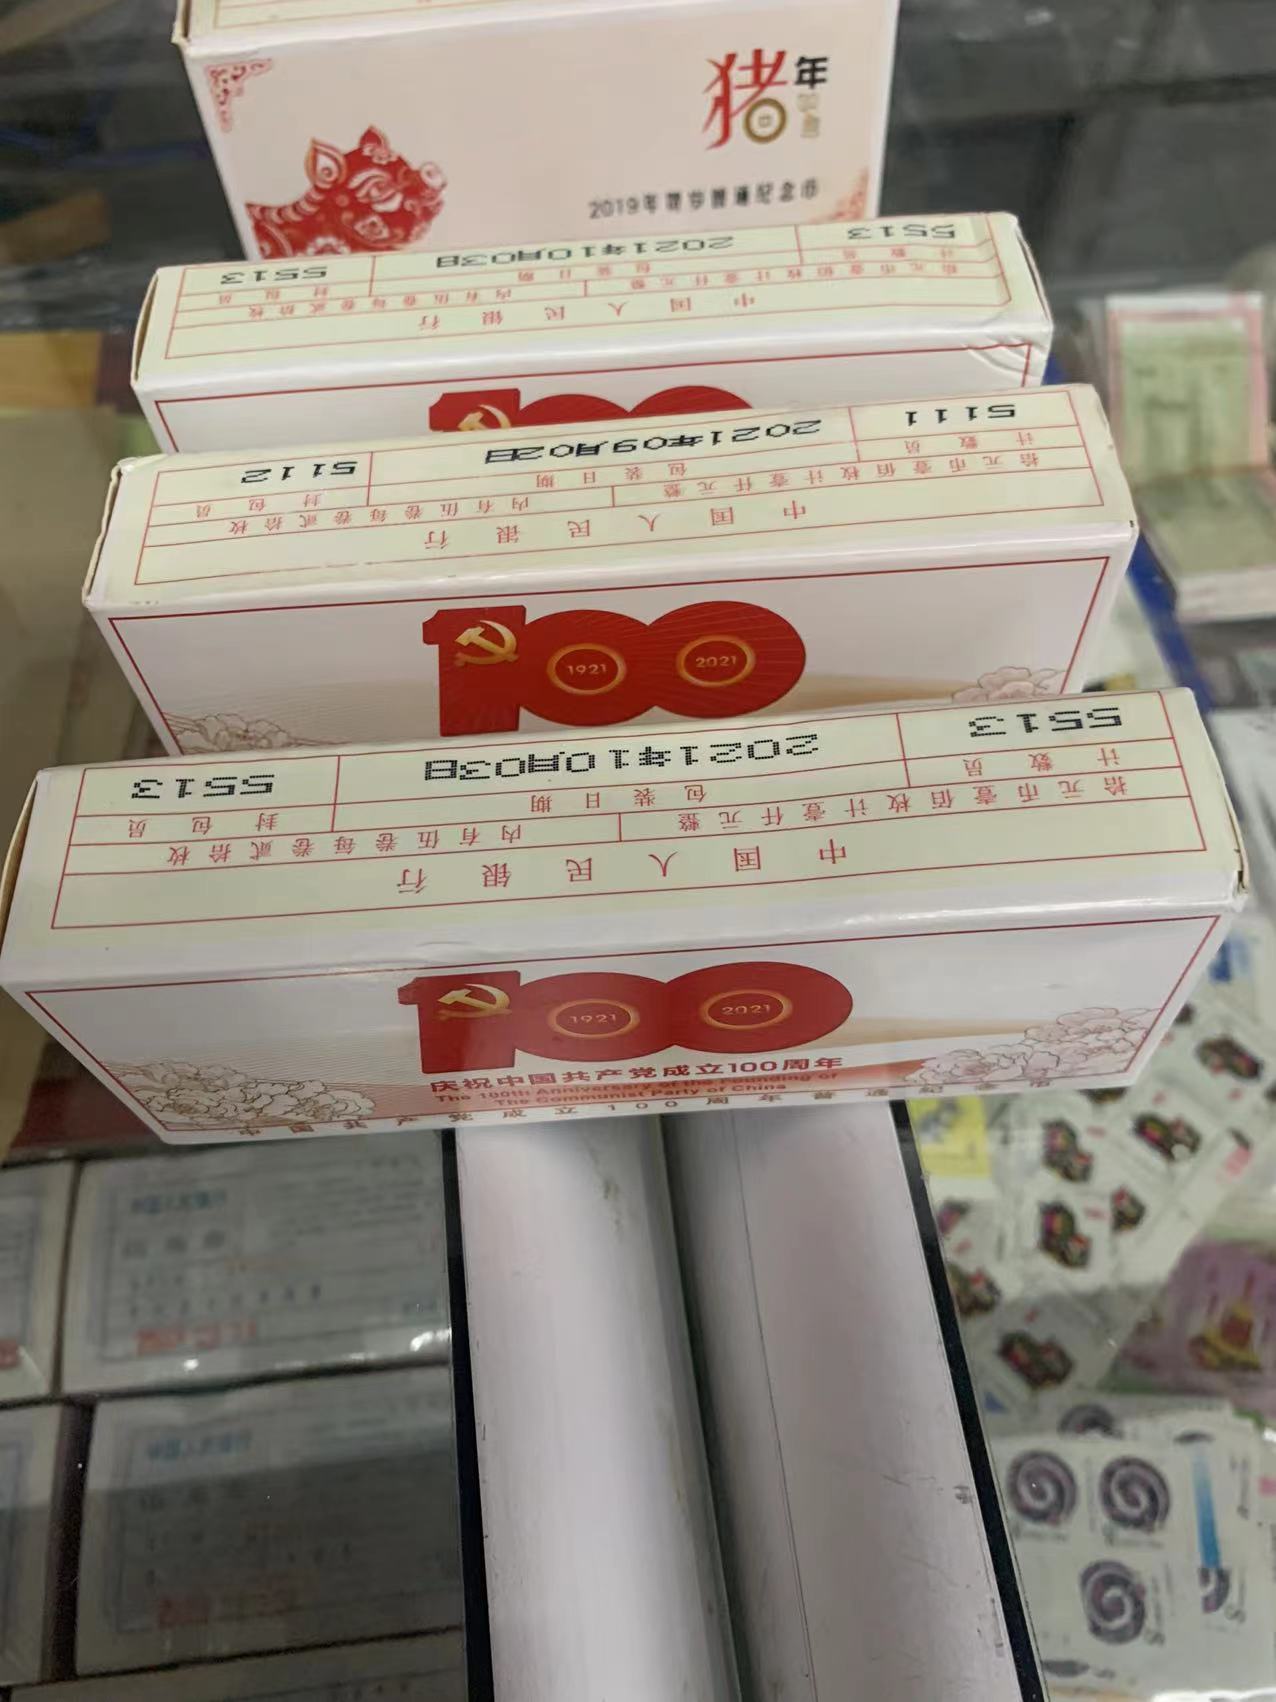 猪年
2019年贺岁普通纪念币
中国人民银行
拾元币壹佰枚计壹仟元整 内有伍卷每卷贰拾枚
计数员 包装日期 封包员
5513 2021年10月03日 5513
100
中国人民银行
拾元币壹佰枚计壹仟元整 内有伍卷每卷贰拾枚
计数员 包装日期 封包员
5111 2021年09月02日 5112
100
1921 2021
中国人民银行
拾元币壹佰枚计壹仟元整 内有伍卷每卷贰拾枚
计数员 包装日期 封包员
5513 2021年10月03日 5513
100
1921 2021
庆祝中国共产党成立100周年
The 100th Anniversary of the Founding of
The Communist Party of China
中国共产党成立100周年普通纪念币